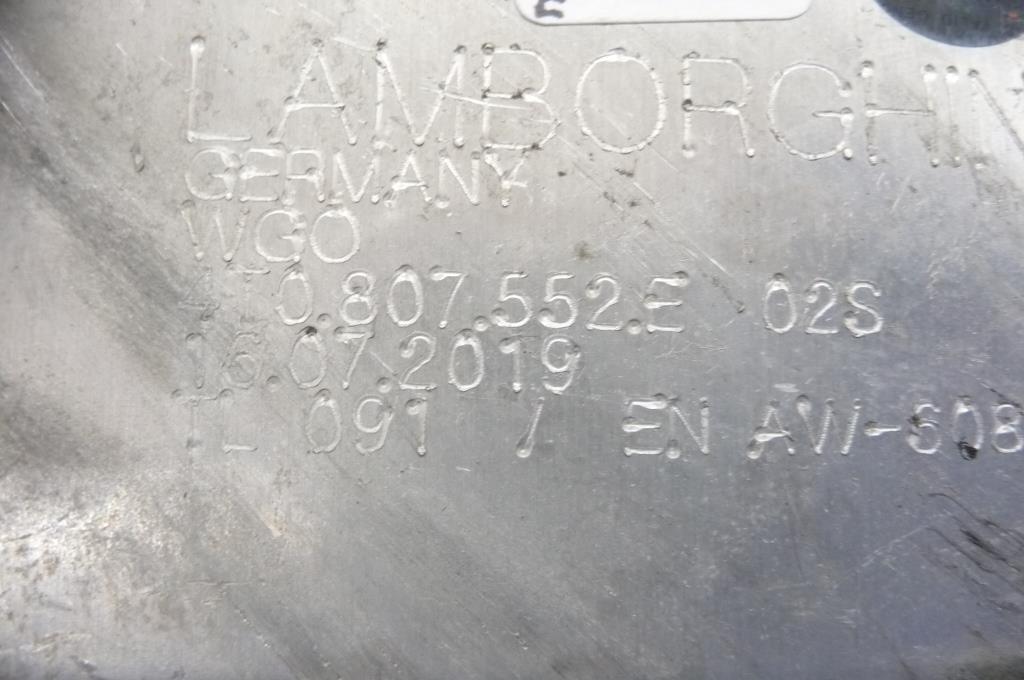 LAMBORGHIN
GERMANY
WGO
4T0.807.552.E 02S
16.07.2019
TL 091 / EN AW-608